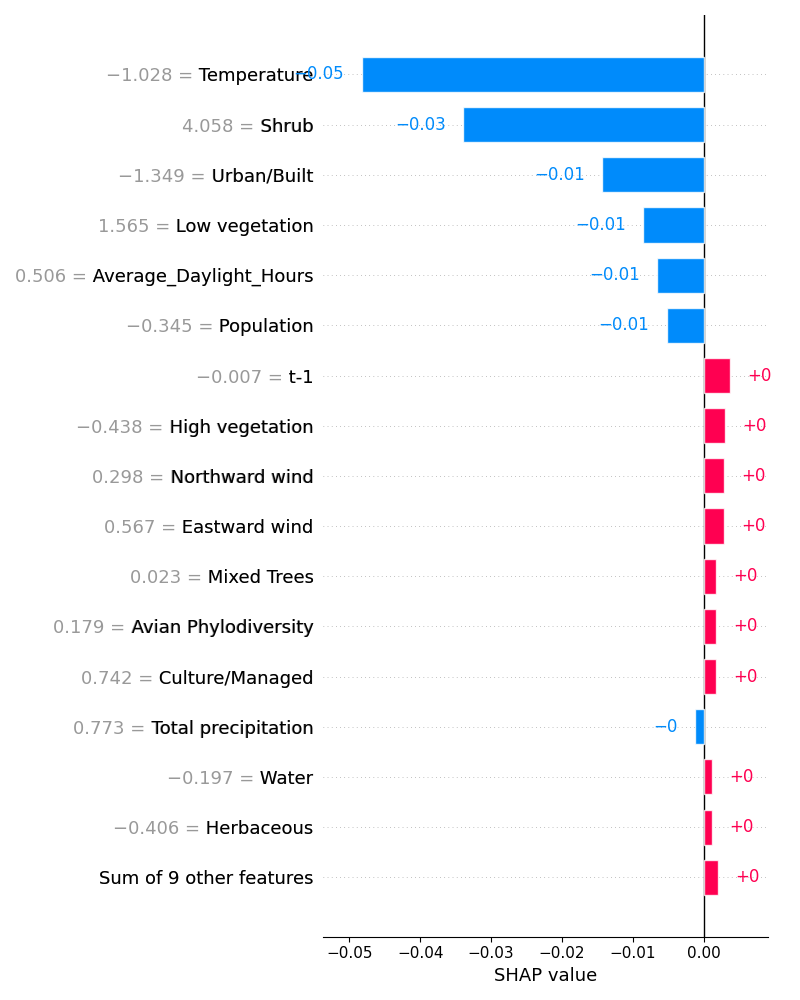 −1.028 = Temperature −0.05
4.058 = Shrub −0.03
−1.349 = Urban/Built −0.01
1.565 = Low vegetation −0.01
0.506 = Average_Daylight_Hours −0.01
−0.345 = Population −0.01
−0.007 = t-1 +0
−0.438 = High vegetation +0
0.298 = Northward wind +0
0.567 = Eastward wind +0
0.023 = Mixed Trees +0
0.179 = Avian Phylodiversity +0
0.742 = Culture/Managed +0
0.773 = Total precipitation −0
−0.197 = Water +0
−0.406 = Herbaceous +0
Sum of 9 other features +0
−0.05 −0.04 −0.03 −0.02 −0.01 0.00
SHAP value